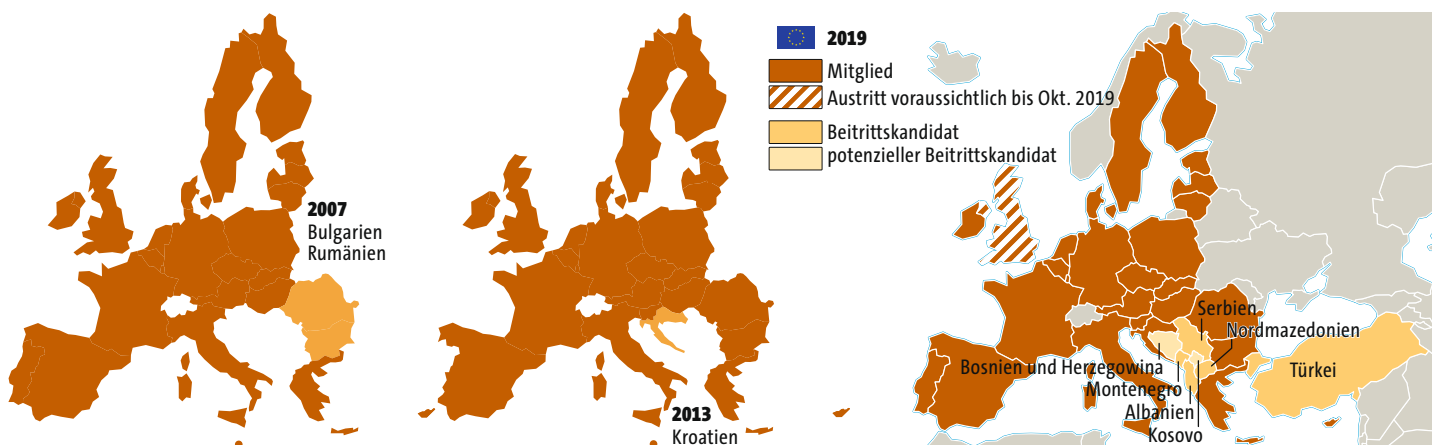 2007
Bulgarien
Rumänien
2013
Kroatien
2019
Mitglied
Austritt voraussichtlich bis Okt. 2019
Beitrittskandidat
potenzieller Beitrittskandidat
Serbien
Nordmazedonien
Bosnien und Herzegowina
Montenegro
Türkei
Albanien
Kosovo